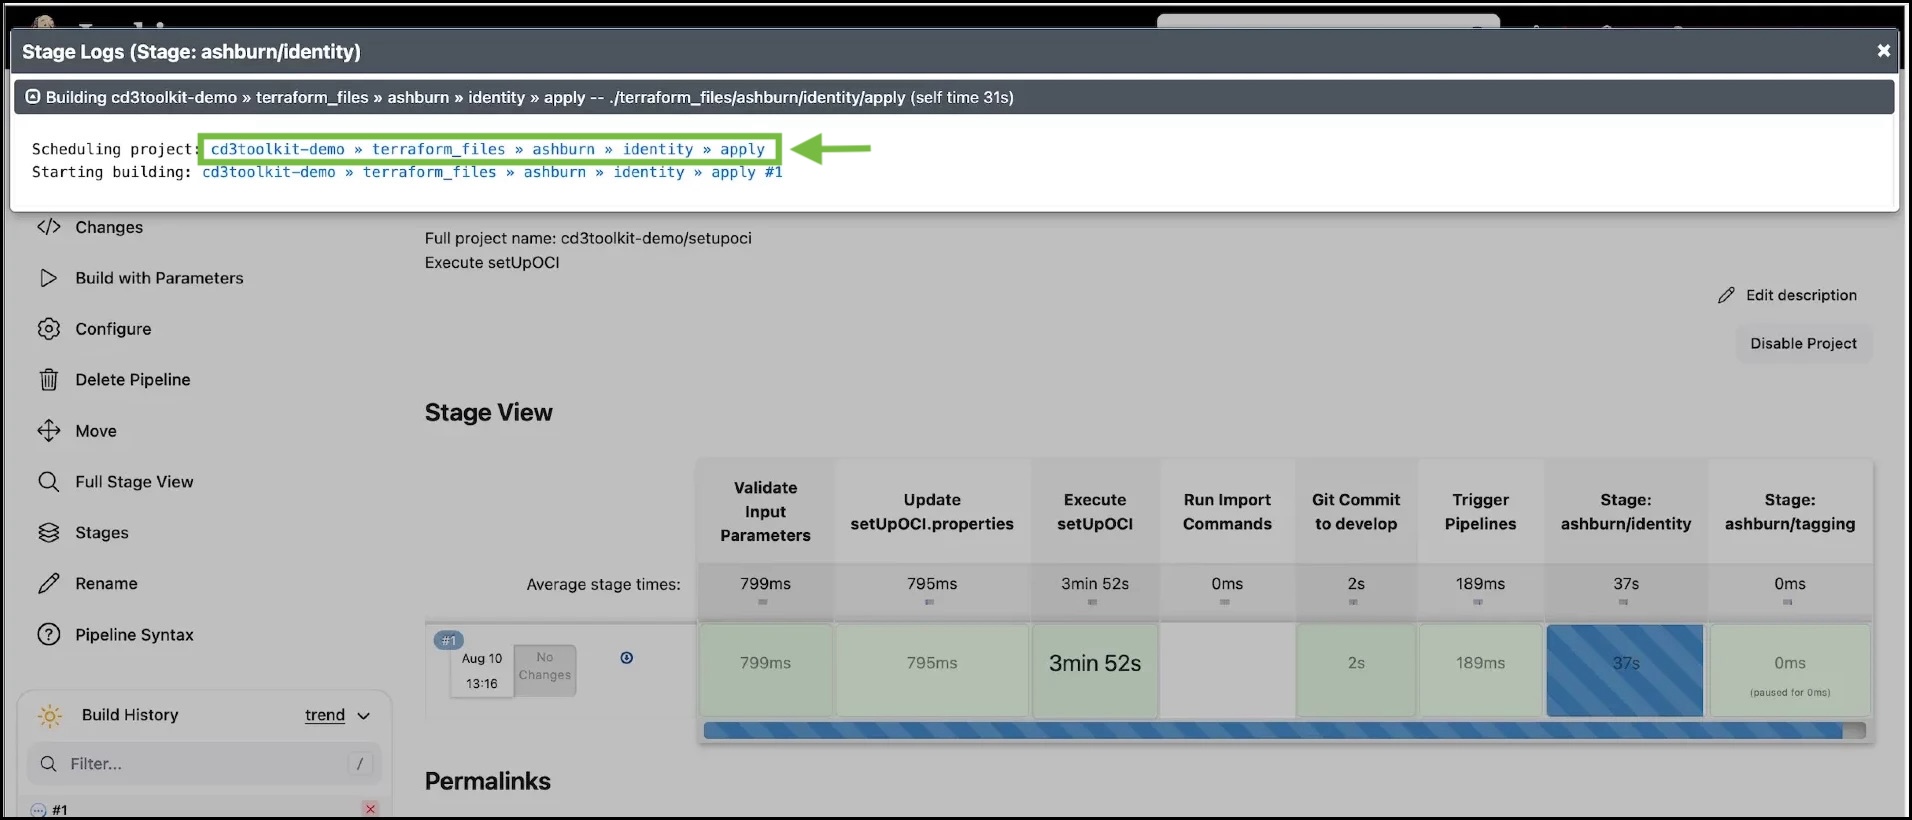 Stage Logs (Stage: ashburn/identity)
Building cd3toolkit-demo » terraform_files » ashburn » identity » apply -- ./terraform_files/ashburn/identity/apply (self time 31s)
Scheduling project: cd3toolkit-demo » terraform_files » ashburn » identity » apply
Starting building: cd3toolkit-demo » terraform_files » ashburn » identity » apply #1
Changes
Build with Parameters
Configure
Delete Pipeline
Move
Full Stage View
Stages
Rename
Pipeline Syntax
Build History
trend
Filter...
/
#1
Full project name: cd3toolkit-demo/setupoci
Execute setUpOCI
Edit description
Disable Project
Stage View
Validate Input Parameters
Update setUpOCI.properties
Execute setUpOCI
Run Import Commands
Git Commit to develop
Trigger Pipelines
Stage: ashburn/identity
Stage: ashburn/tagging
Average stage times:
799ms
795ms
3min 52s
0ms
2s
189ms
37s
0ms
#1
Aug 10
13:16
No Changes
799ms
795ms
3min 52s
2s
189ms
37s
0ms
(paused for 0ms)
Permalinks